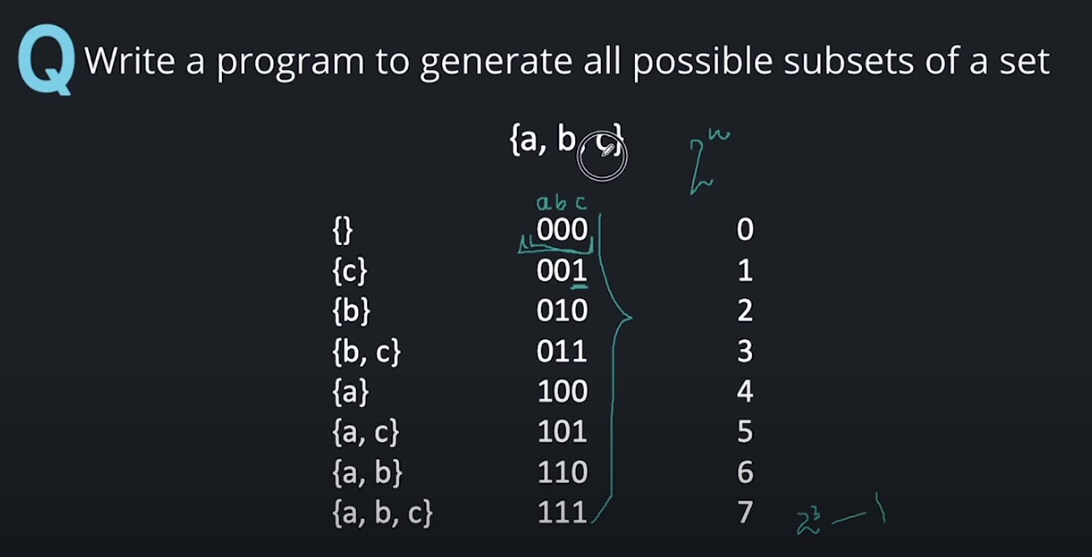 Q Write a program to generate all possible subsets of a set
{a, b, c} 2^n
a b c
{} 000 0
{c} 001 1
{b} 010 2
{b, c} 011 3
{a} 100 4
{a, c} 101 5
{a, b} 110 6
{a, b, c} 111 7 2^3 — 1